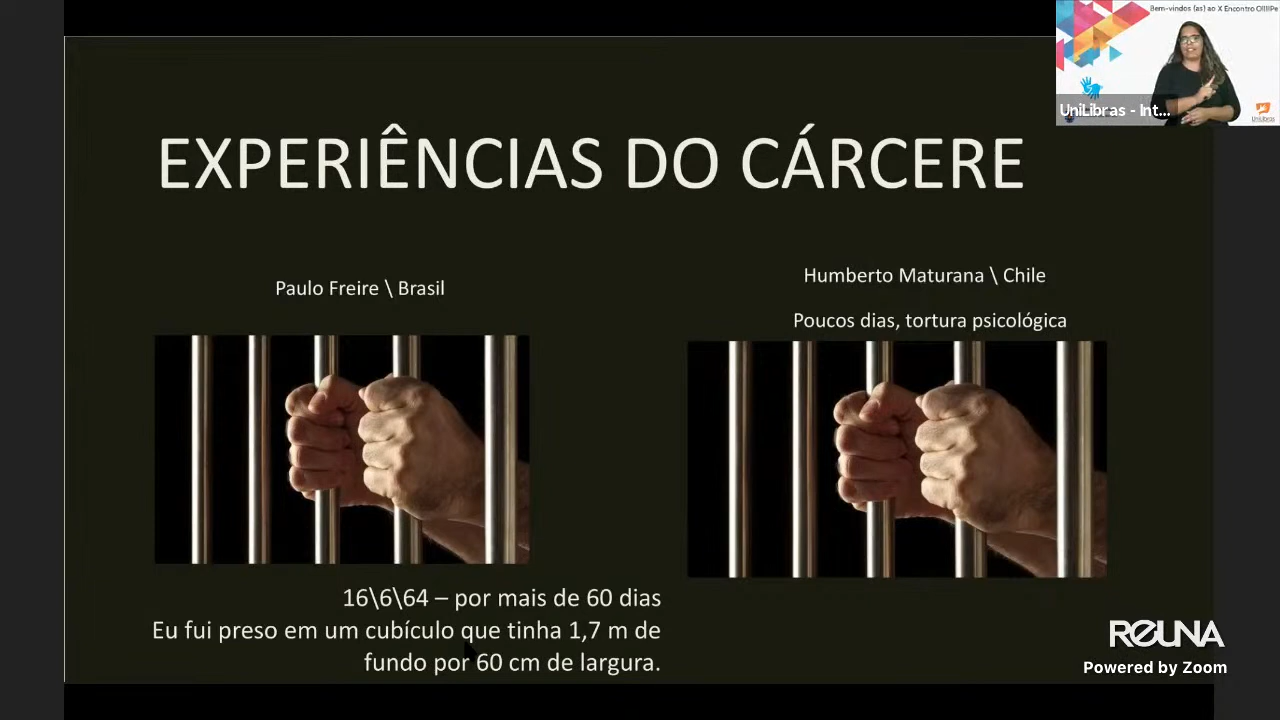 Bem-vindos (as) ao X Encontro OIIIIPe
UniLibras - Int...
UniLibras
EXPERIÊNCIAS DO CÁRCERE
Paulo Freire \ Brasil
Humberto Maturana \ Chile
Poucos dias, tortura psicológica
16\6\64 – por mais de 60 dias
Eu fui preso em um cubículo que tinha 1,7 m de
fundo por 60 cm de largura.
REUNA
Powered by Zoom